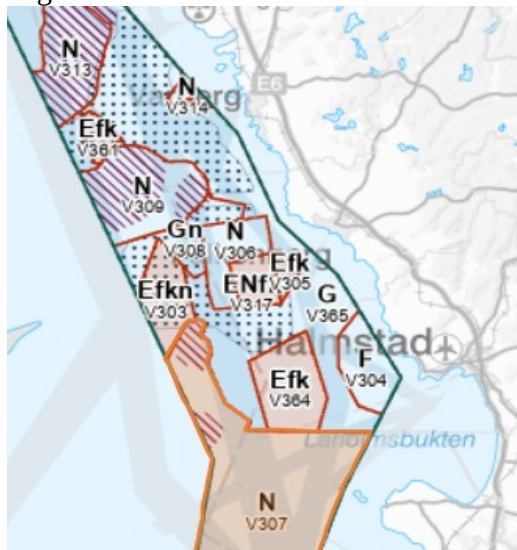 N
V313
N
V314
E6
Efk
V361
N
V309
Gn
V308
N
V306
Efk
V305
Efkn
V303
V317
G
V365
Halmstad
F
V304
Efk
V364
Laholmsbukten
N
V307